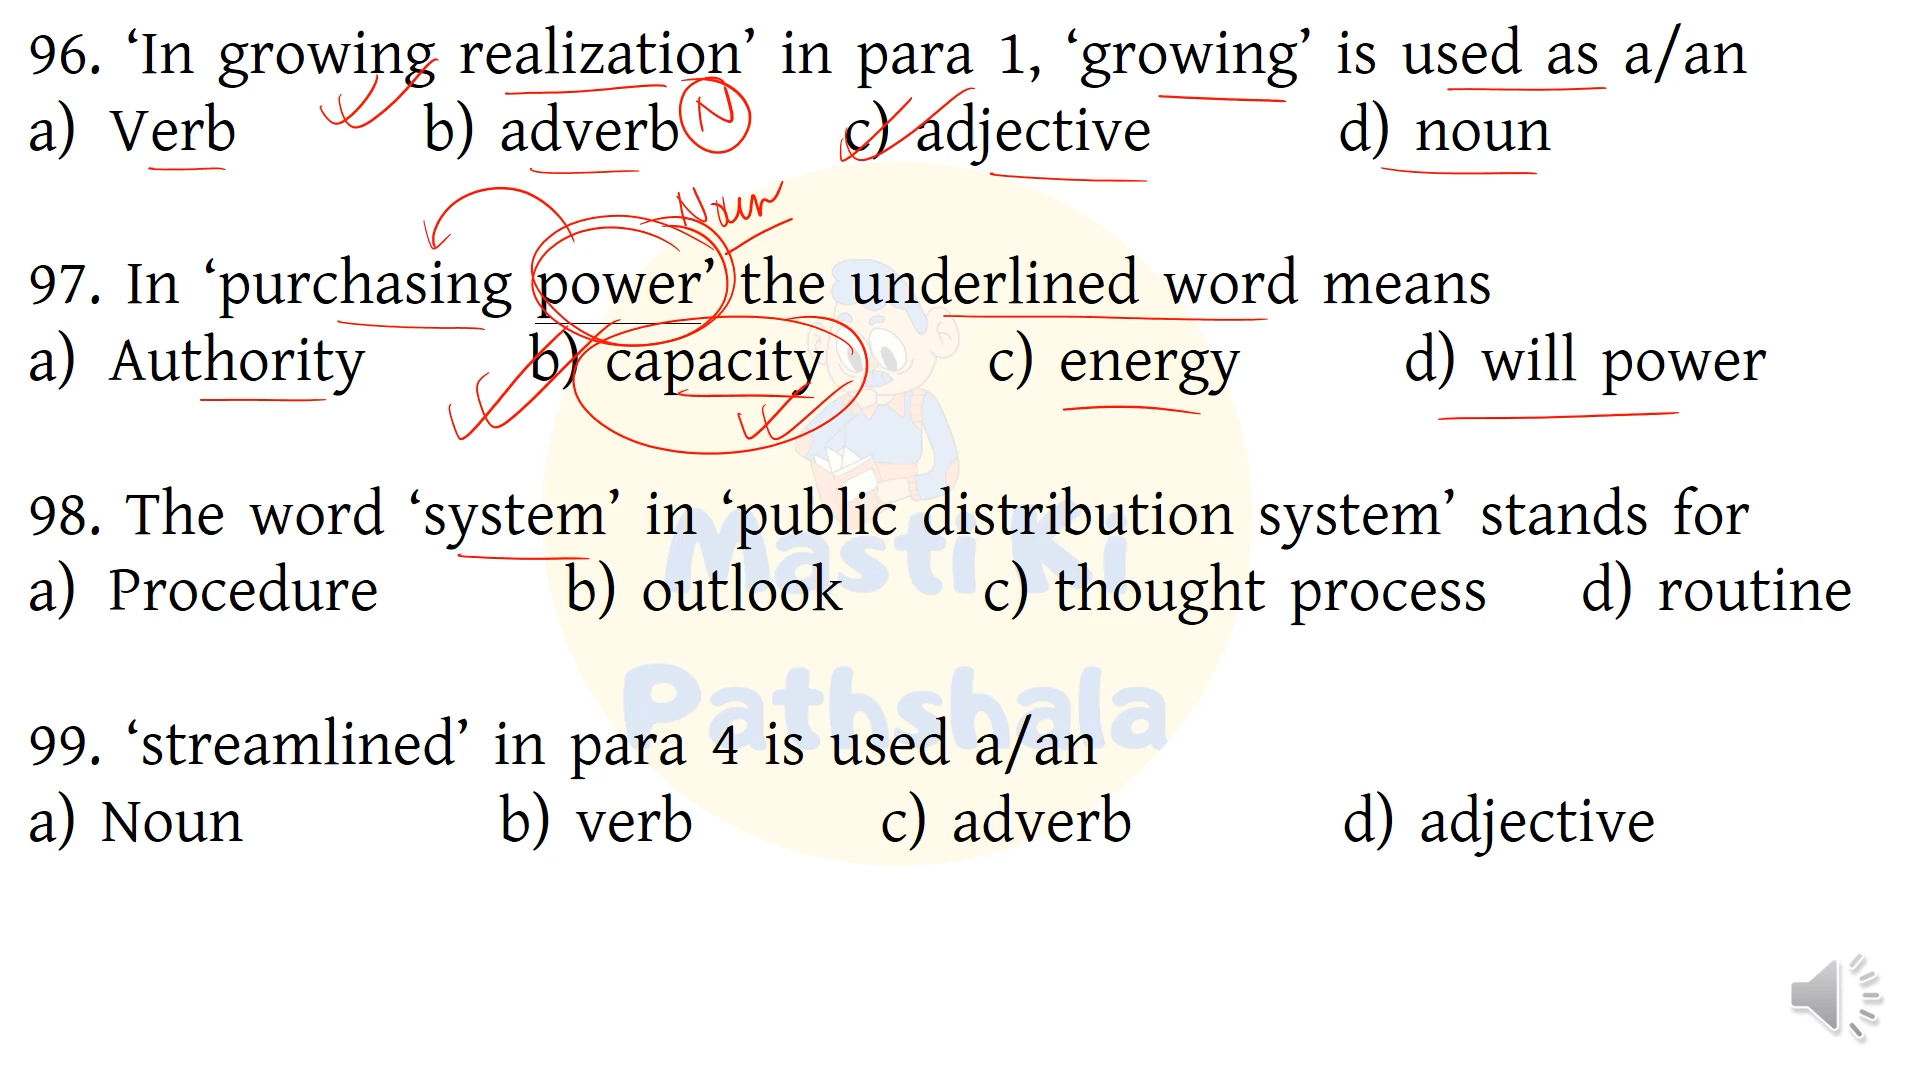 96. ‘In growing realization’ in para 1, ‘growing’ is used as a/an
N
a) Verb b) adverb c) adjective d) noun
Noun
97. In ‘purchasing power’ the underlined word means
a) Authority b) capacity c) energy d) will power
98. The word ‘system’ in ‘public distribution system’ stands for
a) Procedure b) outlook c) thought process d) routine
Masti Ki
Pathshala
99. ‘streamlined’ in para 4 is used a/an
a) Noun b) verb c) adverb d) adjective